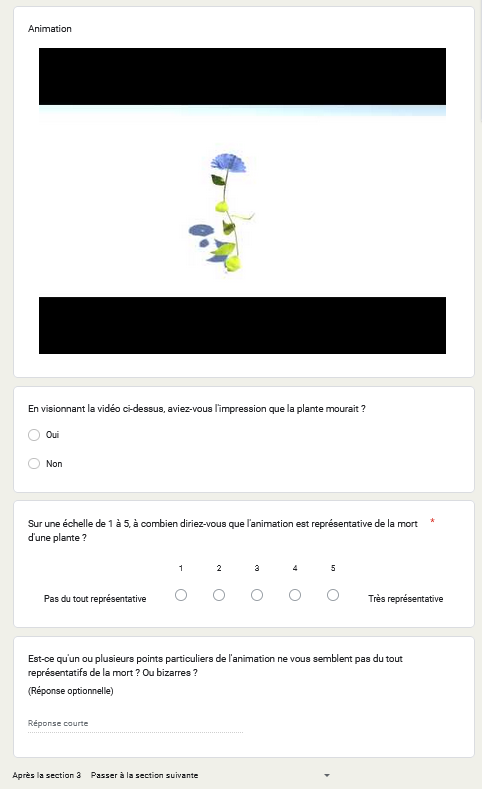 Animation
En visionnant la vidéo ci-dessus, aviez-vous l'impression que la plante mourait ?
Oui
Non
Sur une échelle de 1 à 5, à combien diriez-vous que l'animation est représentative de la mort *
d'une plante ?
1 2 3 4 5
Pas du tout représentative Très représentative
Est-ce qu'un ou plusieurs points particuliers de l'animation ne vous semblent pas du tout
représentatifs de la mort ? Ou bizarres ?
(Réponse optionnelle)
Réponse courte
Après la section 3 Passer à la section suivante